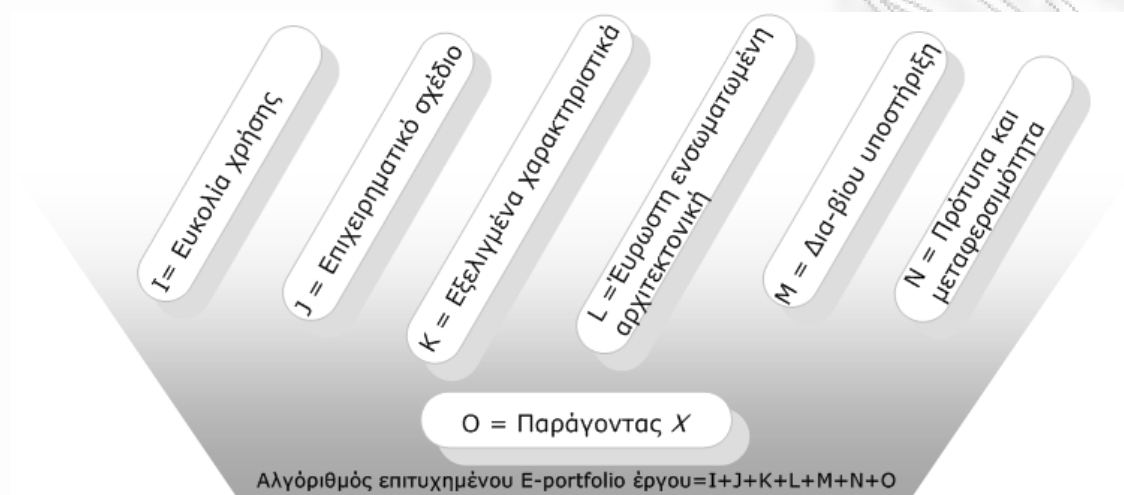 I= Ευκολία χρήσης
J = Επιχειρηματικό σχέδιο
K = Εξελιγμένα χαρακτηριστικά
L =Έυρωστη ενσωματωμένη
αρχιτεκτονική
M = Δια-βίου υποστήριξη
N = Πρότυπα και
μεταφερσιμότητα
O = Παράγοντας X
Αλγόριθμός επιτυχημένου E-portfolio έργου=I+J+K+L+M+N+O